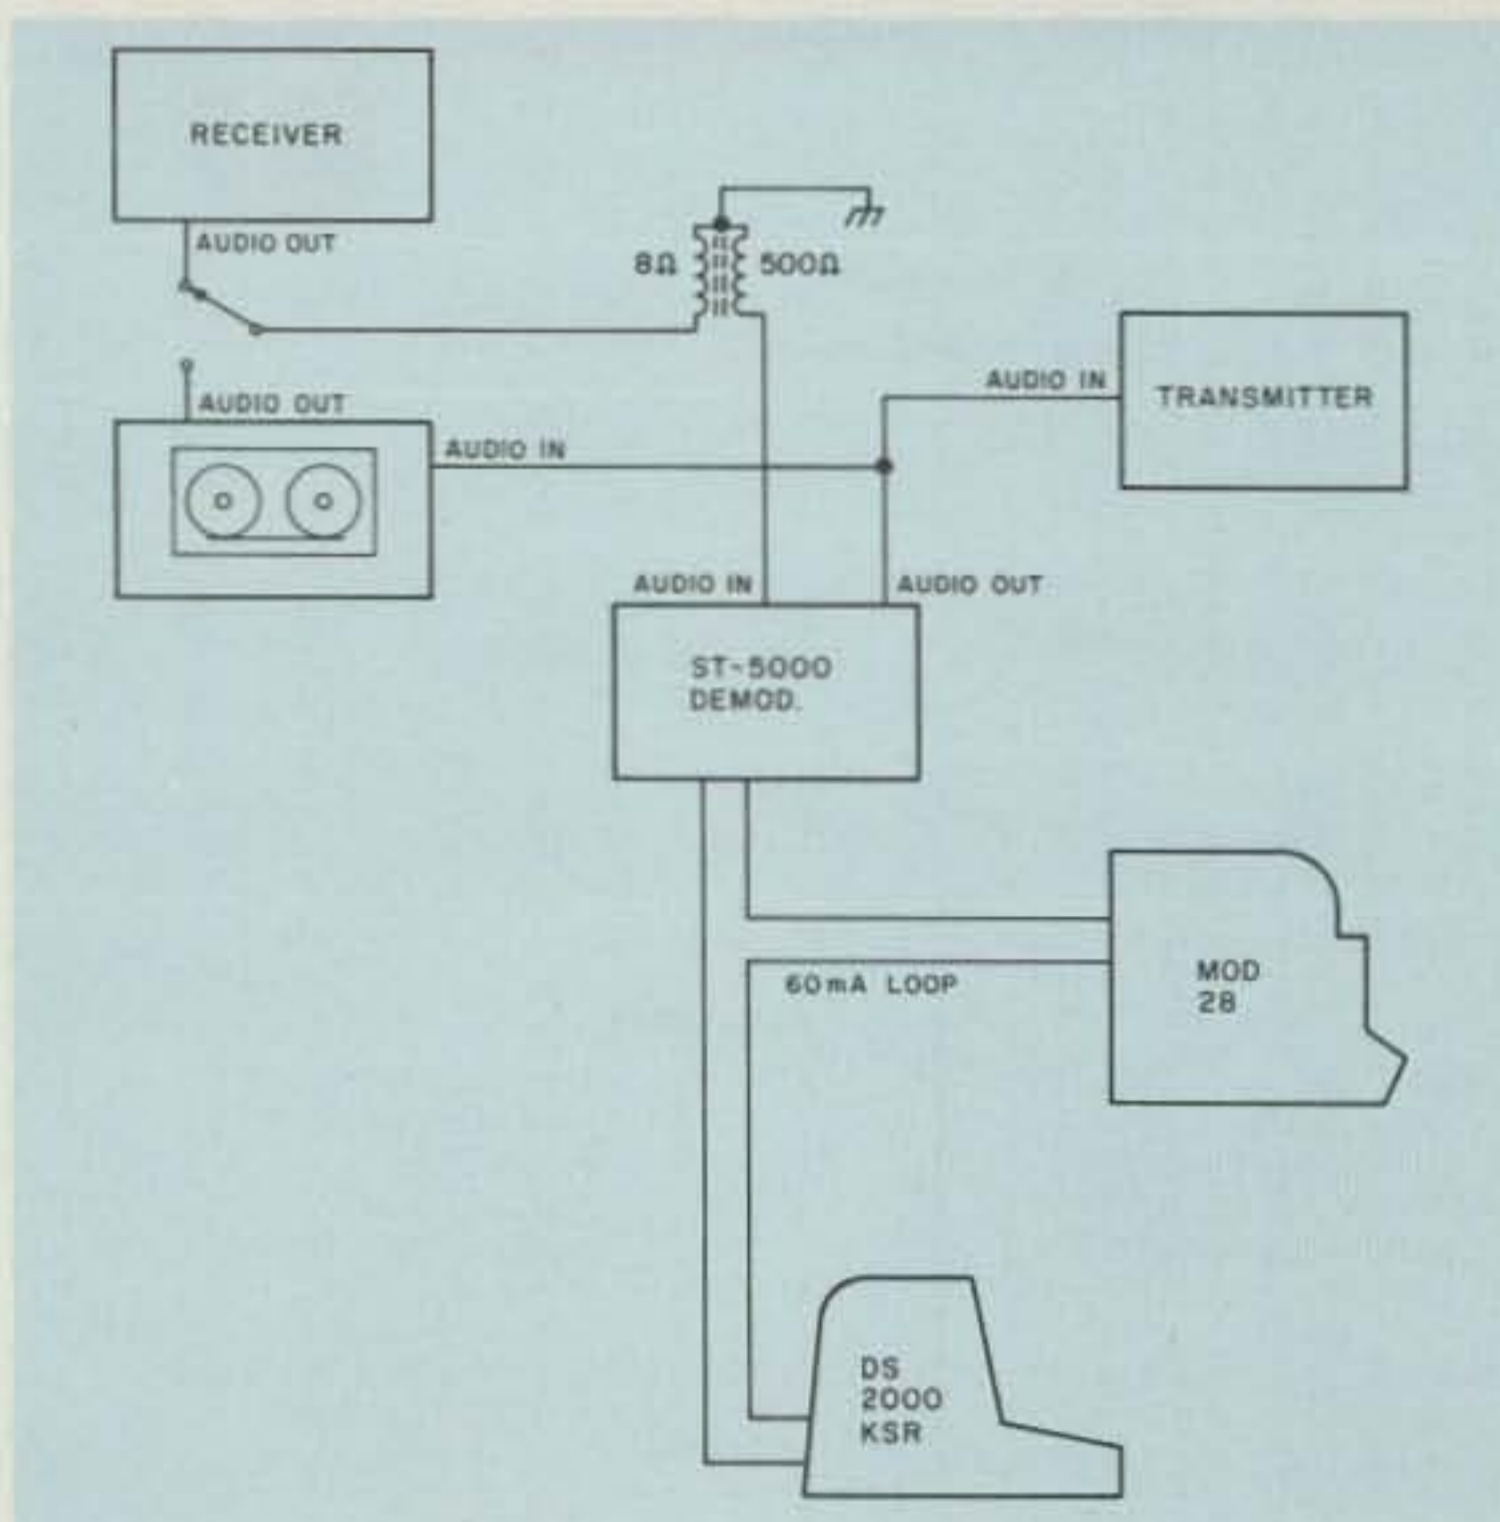 RECEIVER
AUDIO OUT
8Ω
500Ω
AUDIO IN
TRANSMITTER
AUDIO OUT
AUDIO IN
AUDIO IN
AUDIO OUT
ST-5000
DEMOD.
60mA LOOP
MOD
28
DS
2000
KSR